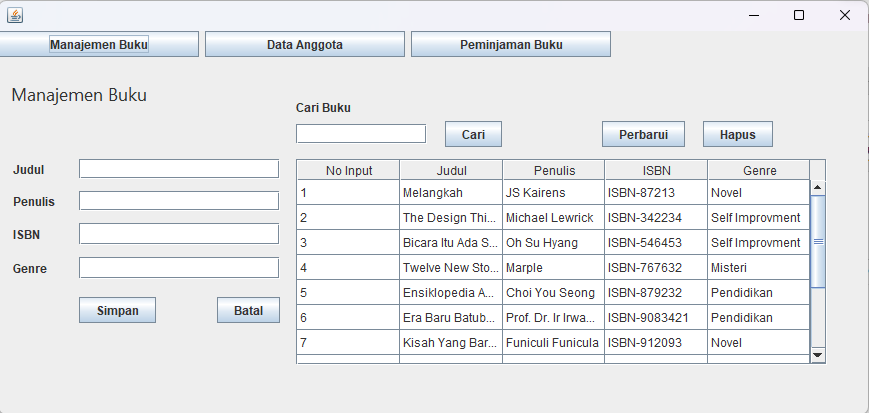 Manajemen Buku Data Anggota Peminjaman Buku
Manajemen Buku
Cari Buku
Cari Perbarui Hapus
Judul
Penulis
ISBN
Genre
Simpan Batal
No Input Judul Penulis ISBN Genre
1 Melangkah JS Kairens ISBN-87213 Novel
2 The Design Thi... Michael Lewrick ISBN-342234 Self Improvment
3 Bicara Itu Ada S... Oh Su Hyang ISBN-546453 Self Improvment
4 Twelve New Sto... Marple ISBN-767632 Misteri
5 Ensiklopedia A... Choi You Seong ISBN-879232 Pendidikan
6 Era Baru Batub... Prof. Dr. Ir Irwa... ISBN-9083421 Pendidikan
7 Kisah Yang Bar... Funiculi Funicula ISBN-912093 Novel